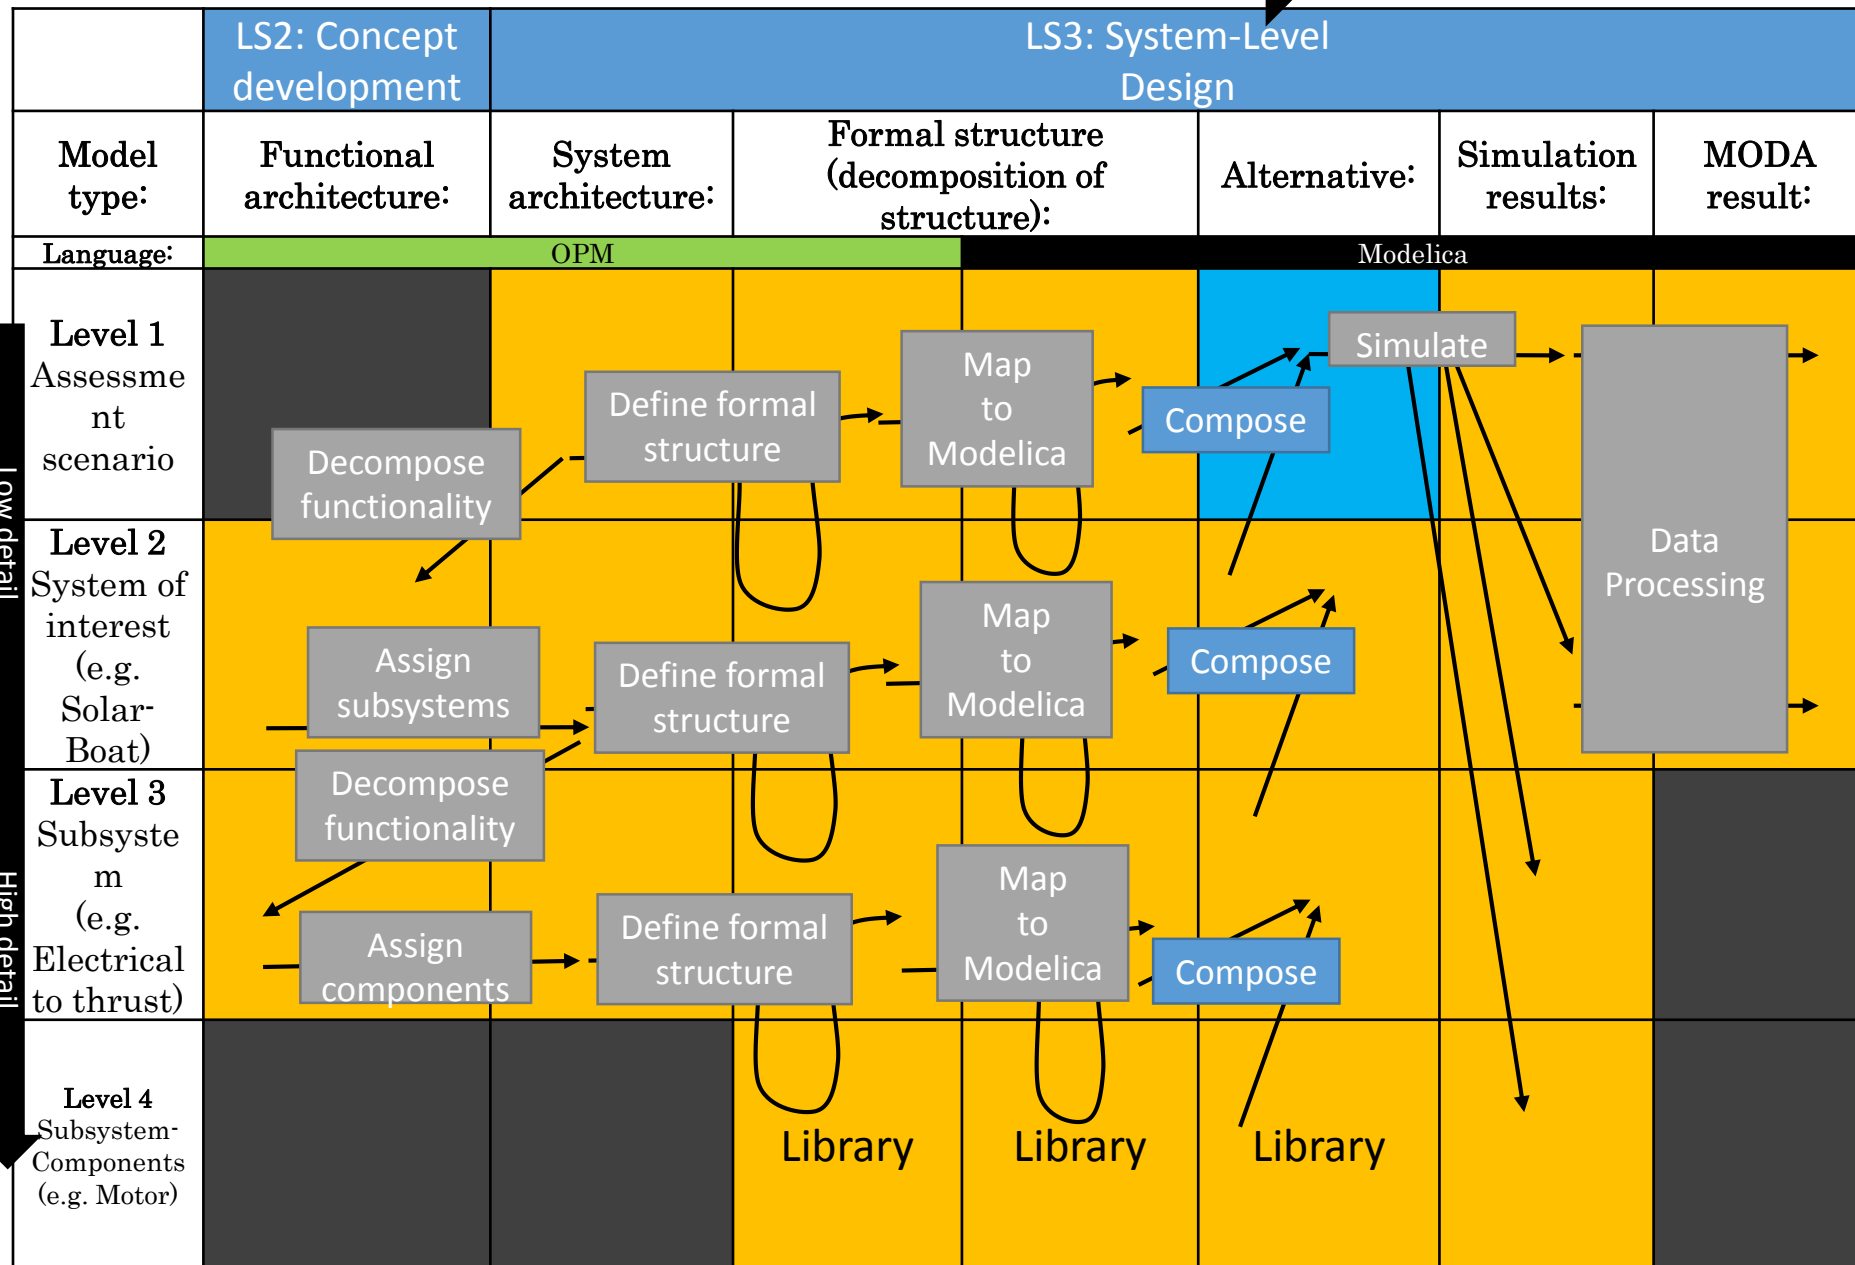 LS2: Concept
development
LS3: System-Level
Design
Model
type:
Functional
architecture:
System
architecture:
Formal structure
(decomposition of
structure):
Alternative:
Simulation
results:
MODA
result:
Language:
OPM
Modelica
Level 1
Assessme
nt
scenario
Decompose
functionality
Define formal
structure
Map
to
Modelica
Compose
Simulate
Data
Processing
Low detail
Level 2
System of
interest
(e.g.
Solar-
Boat)
Assign
subsystems
Define formal
structure
Map
to
Modelica
Compose
Decompose
functionality
Level 3
Subsyste
m
(e.g.
Electrical
to thrust)
High detail
Assign
components
Define formal
structure
Map
to
Modelica
Compose
Level 4
Subsystem-
Components
(e.g. Motor)
Library
Library
Library